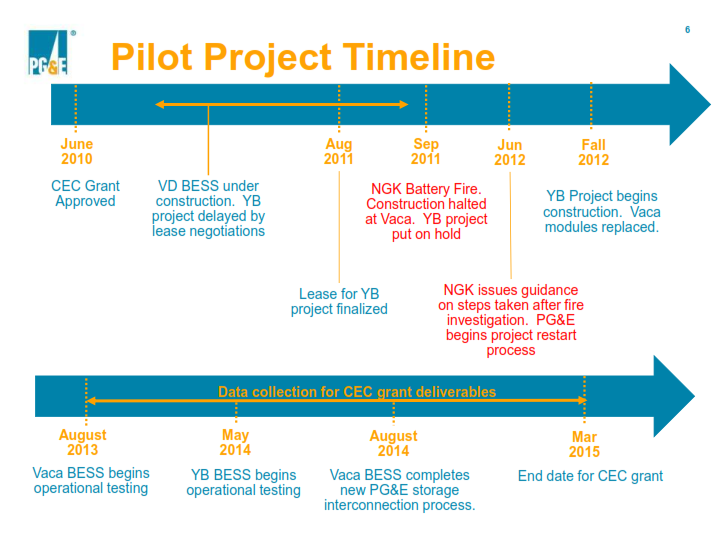 6
PG&E
®
Pilot Project Timeline
June
2010
CEC Grant
Approved
VD BESS under
construction.  YB
project delayed by
lease negotiations
Aug
2011
Lease for YB
project finalized
Sep
2011
NGK Battery Fire.
Construction halted
at Vaca.  YB project
put on hold
Jun
2012
NGK issues guidance
on steps taken after fire
investigation.  PG&E
begins project restart
process
Fall
2012
YB Project begins
construction.  Vaca
modules replaced.
Data collection for CEC grant deliverables
August
2013
Vaca BESS begins
operational testing
May
2014
YB BESS begins
operational testing
August
2014
Vaca BESS completes
new PG&E storage
interconnection process.
Mar
2015
End date for CEC grant